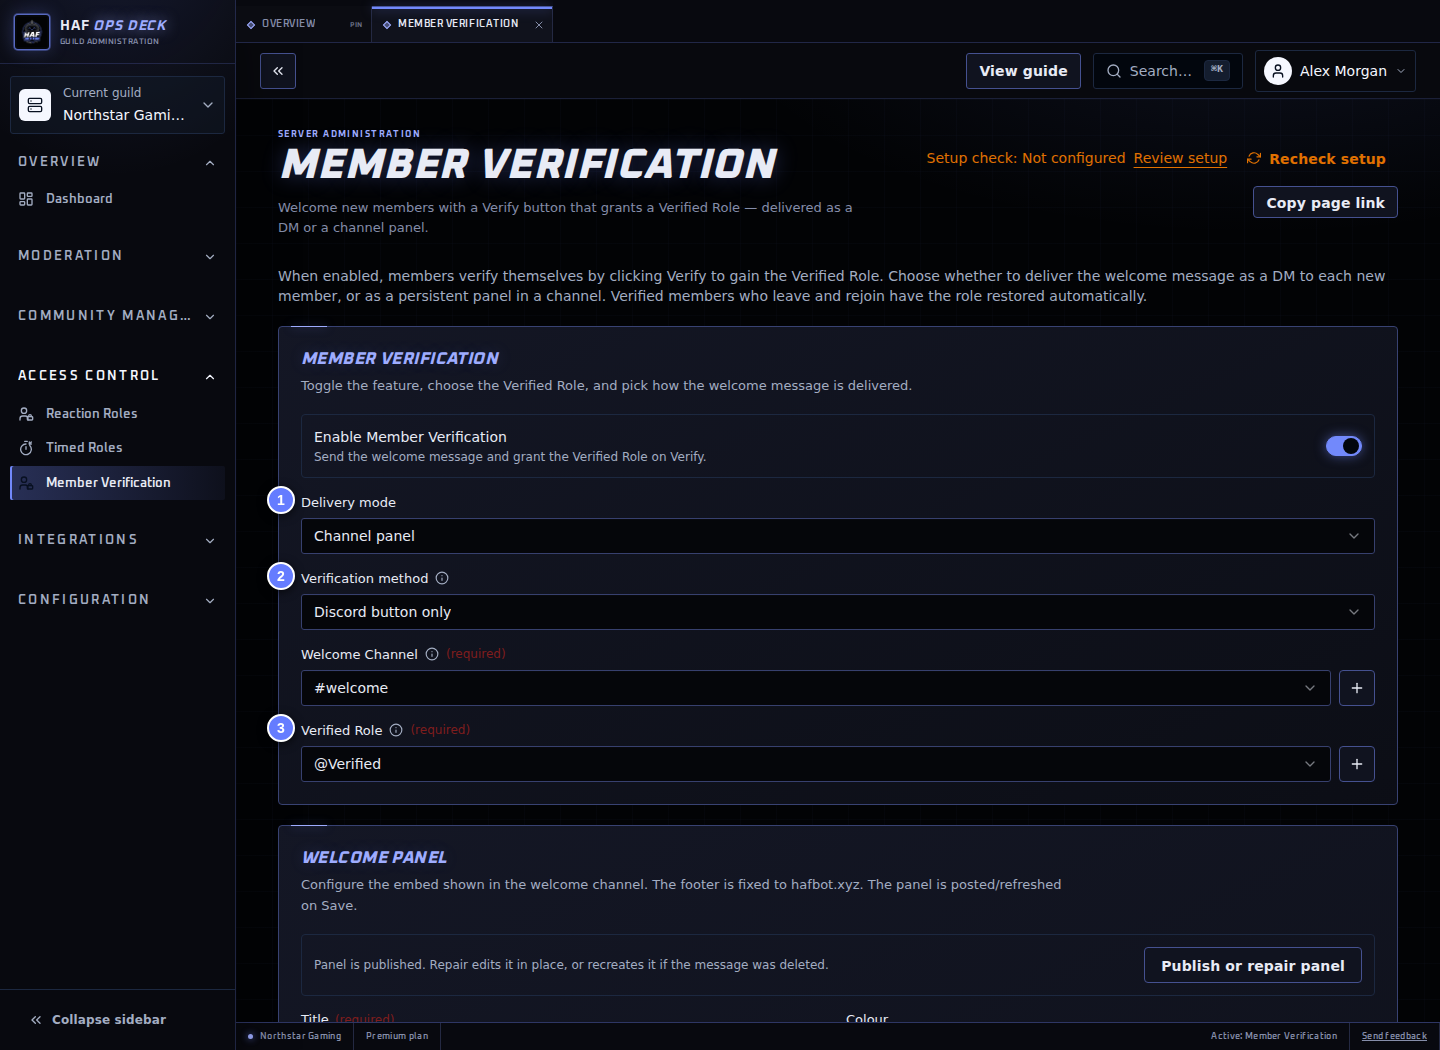 HAF OPS DECK
GUILD ADMINISTRATION
Current guild
Northstar Gami...
OVERVIEW
Dashboard
MODERATION
COMMUNITY MANAG...
ACCESS CONTROL
Reaction Roles
Timed Roles
Member Verification
INTEGRATIONS
CONFIGURATION
Collapse sidebar
OVERVIEW PIN MEMBER VERIFICATION
View guide Search... ⌘K Alex Morgan
SERVER ADMINISTRATION
MEMBER VERIFICATION
Setup check: Not configured Review setup Recheck setup
Copy page link
Welcome new members with a Verify button that grants a Verified Role — delivered as a
DM or a channel panel.
When enabled, members verify themselves by clicking Verify to gain the Verified Role. Choose whether to deliver the welcome message as a DM to each new
member, or as a persistent panel in a channel. Verified members who leave and rejoin have the role restored automatically.
MEMBER VERIFICATION
Toggle the feature, choose the Verified Role, and pick how the welcome message is delivered.
Enable Member Verification
Send the welcome message and grant the Verified Role on Verify.
1 Delivery mode
Channel panel
2 Verification method
Discord button only
Welcome Channel (required)
#welcome
3 Verified Role (required)
@Verified
WELCOME PANEL
Configure the embed shown in the welcome channel. The footer is fixed to hafbot.xyz. The panel is posted/refreshed
on Save.
Panel is published. Repair edits it in place, or recreates it if the message was deleted.
Publish or repair panel
Title (required) Colour
Northstar Gaming Premium plan Active: Member Verification Send feedback